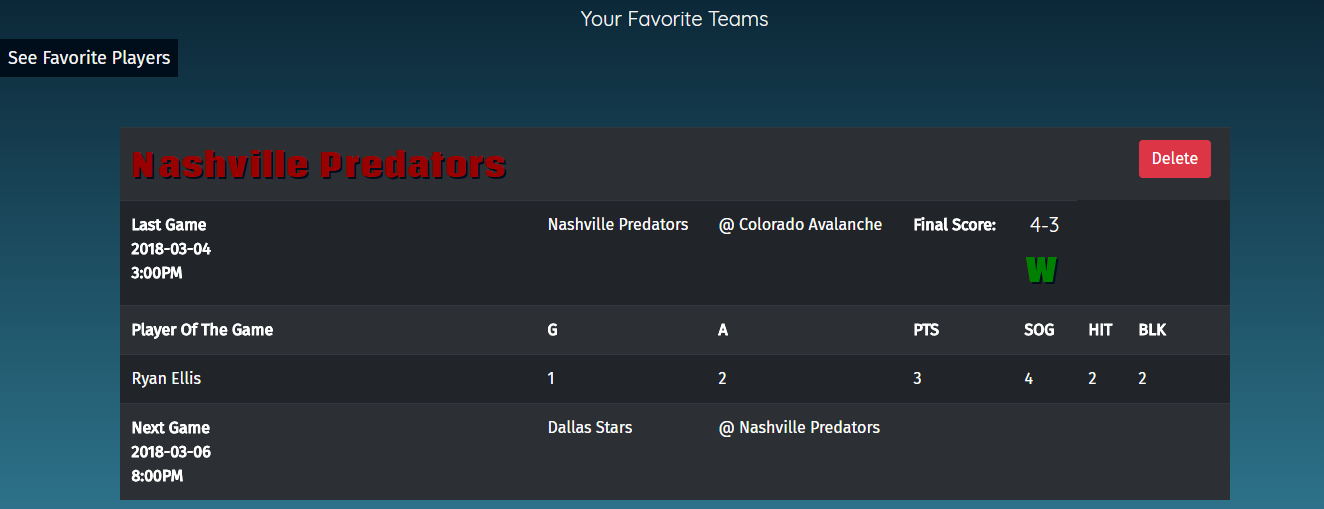 Your Favorite Teams
See Favorite Players
Nashville Predators Delete
Last Game Nashville Predators @ Colorado Avalanche Final Score: 4-3
2018-03-04
3:00PM W
Player Of The Game G A PTS SOG HIT BLK
Ryan Ellis 1 2 3 4 2 2
Next Game Dallas Stars @ Nashville Predators
2018-03-06
8:00PM